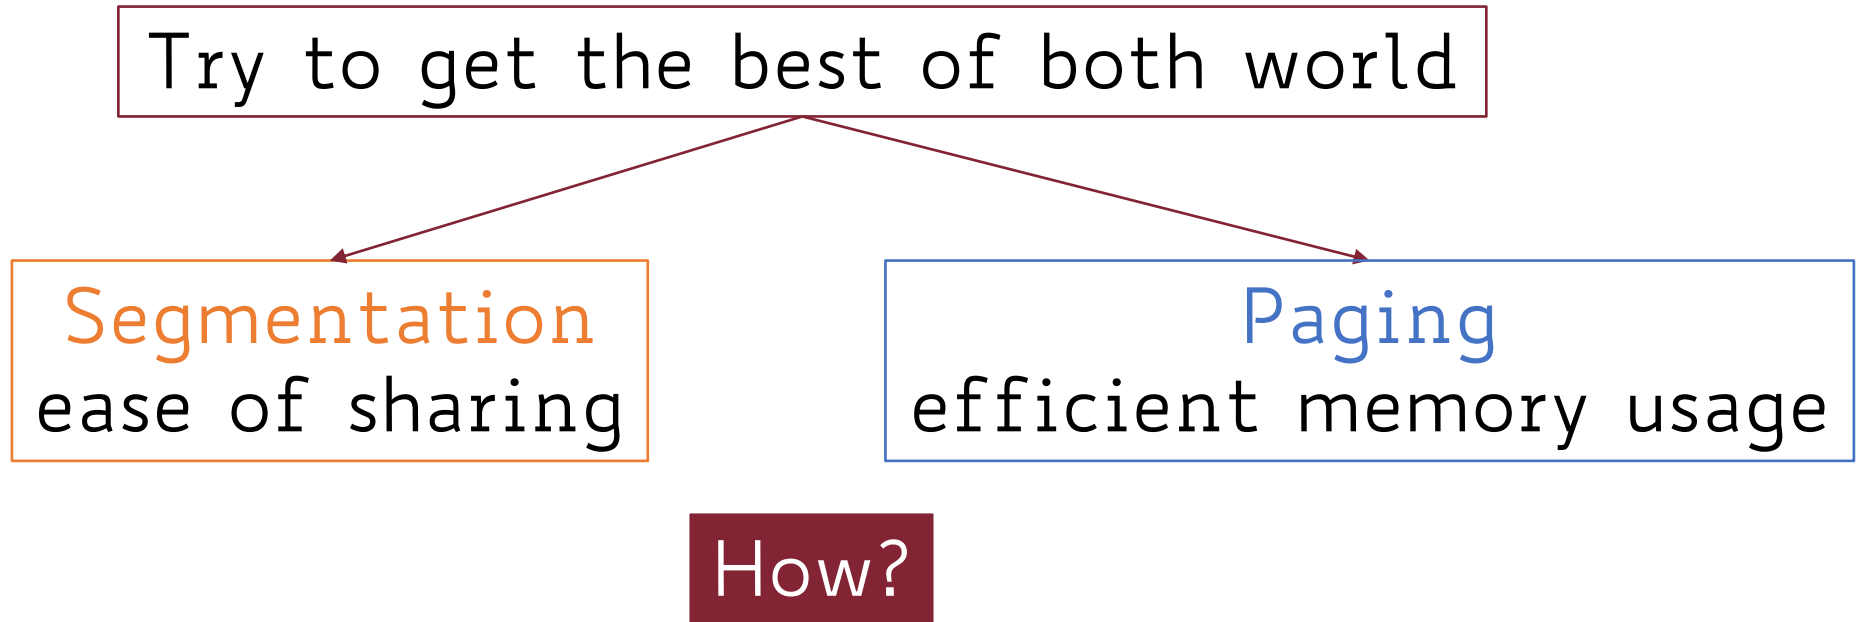 Try to get the best of both world
Segmentation
ease of sharing
Paging
efficient memory usage
How?